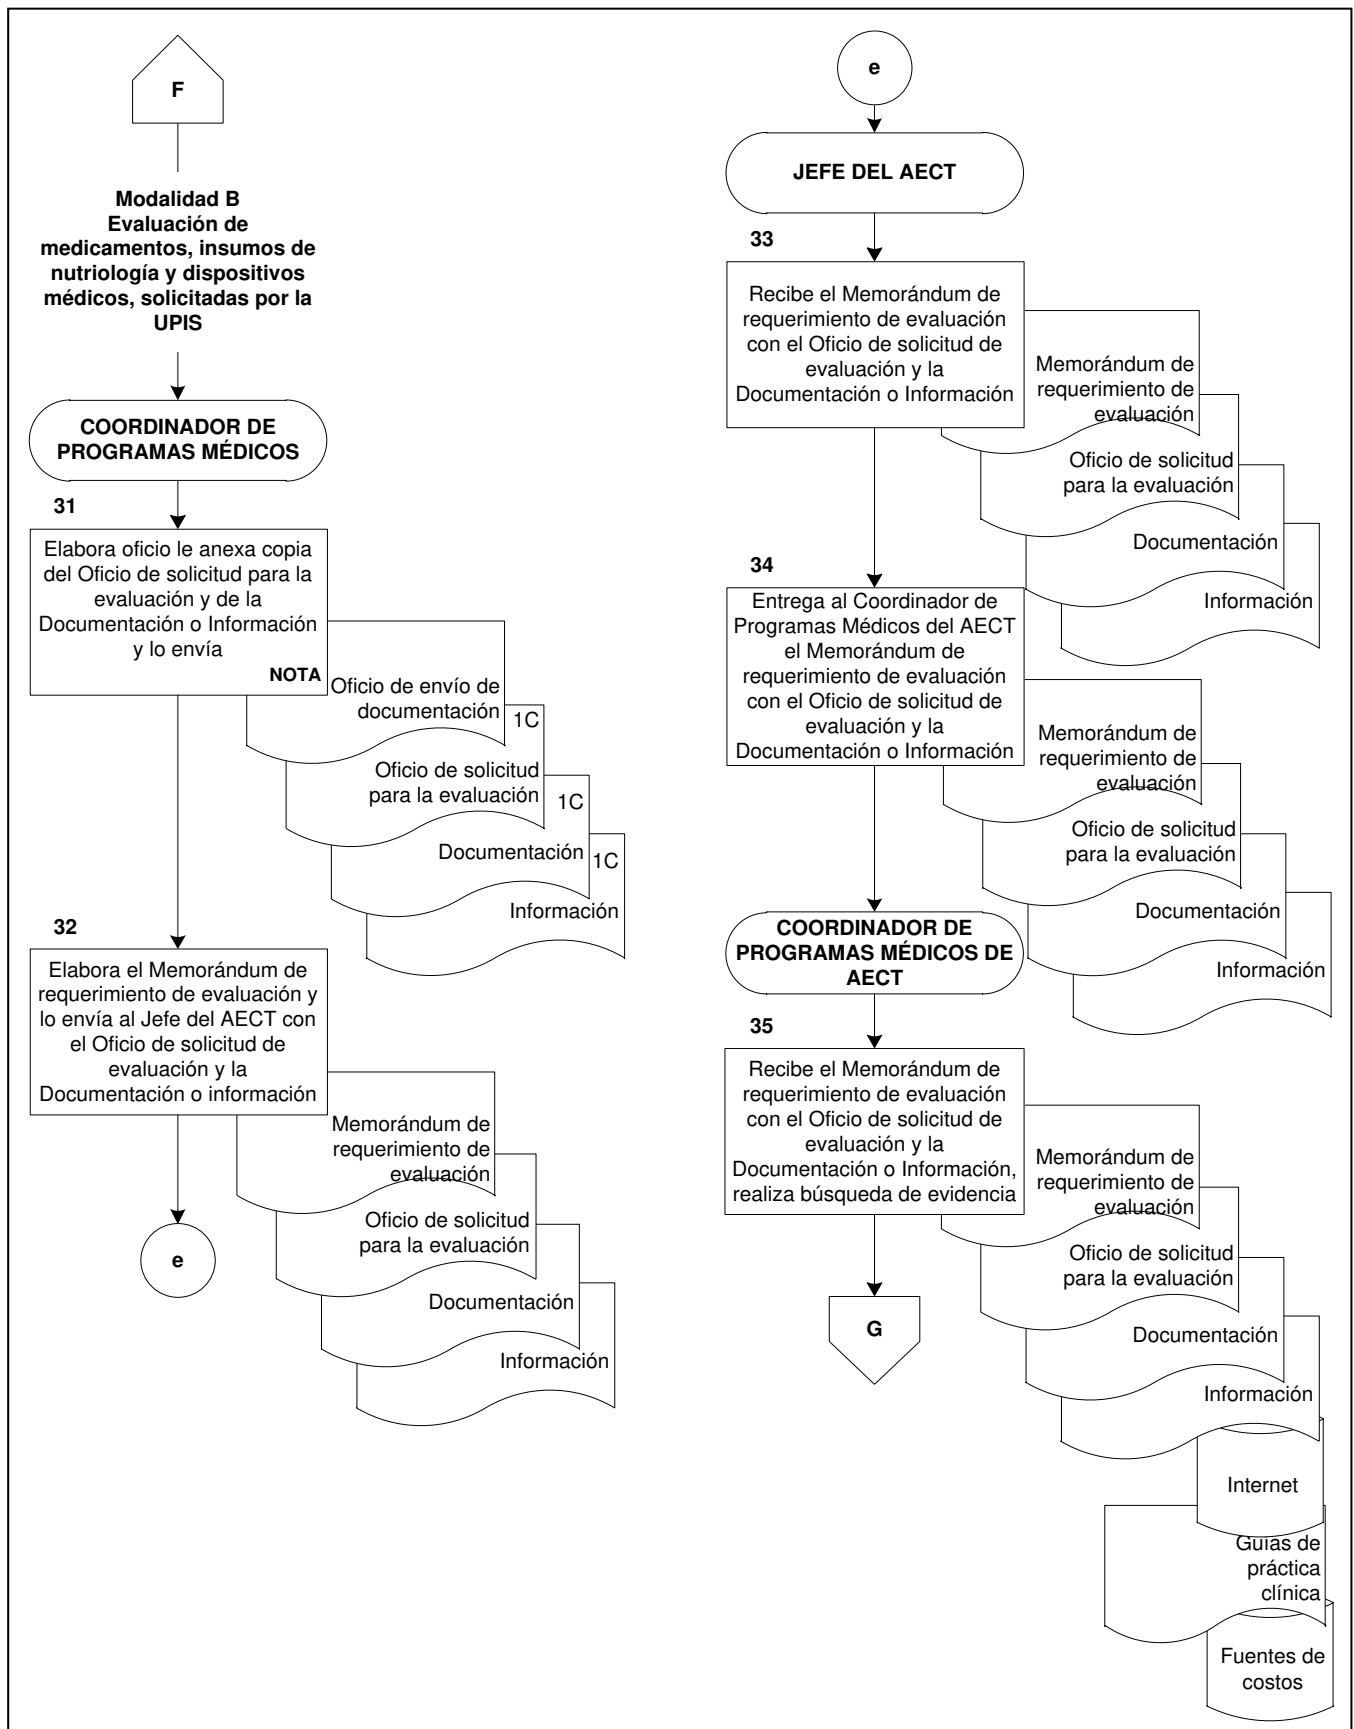 F
Modalidad B
Evaluación de
medicamentos, insumos de
nutriología y dispositivos
médicos, solicitadas por la
UPIS
COORDINADOR DE
PROGRAMAS MÉDICOS
31
Elabora oficio le anexa copia
del Oficio de solicitud para la
evaluación y de la
Documentación o Información
y lo envía
NOTA
Oficio de envío de
documentación
1C
Oficio de solicitud
para la evaluación
1C
Documentación
1C
Información
32
Elabora el Memorándum de
requerimiento de evaluación y
lo envía al Jefe del AECT con
el Oficio de solicitud de
evaluación y la
Documentación o información
Memorándum de
requerimiento de
evaluación
Oficio de solicitud
para la evaluación
Documentación
Información
e
e
JEFE DEL AECT
33
Recibe el Memorándum de
requerimiento de evaluación
con el Oficio de solicitud de
evaluación y la
Documentación o Información
Memorándum de
requerimiento de
evaluación
Oficio de solicitud
para la evaluación
Documentación
Información
34
Entrega al Coordinador de
Programas Médicos del AECT
el Memorándum de
requerimiento de evaluación
con el Oficio de solicitud de
evaluación y la
Documentación o Información
Memorándum de
requerimiento de
evaluación
Oficio de solicitud
para la evaluación
Documentación
Información
COORDINADOR DE
PROGRAMAS MÉDICOS DE
AECT
35
Recibe el Memorándum de
requerimiento de evaluación
con el Oficio de solicitud de
evaluación y la
Documentación o Información,
realiza búsqueda de evidencia
Memorándum de
requerimiento de
evaluación
Oficio de solicitud
para la evaluación
Documentación
Información
Internet
Guías de
práctica
clínica
Fuentes de
costos
G